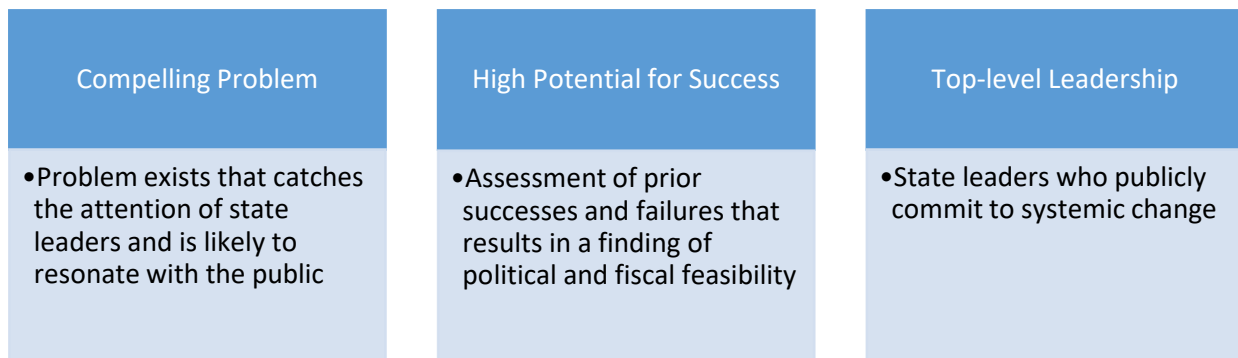 Compelling Problem
•Problem exists that catches
the attention of state
leaders and is likely to
resonate with the public
High Potential for Success
•Assessment of prior
successes and failures that
results in a finding of
political and fiscal feasibility
Top-level Leadership
•State leaders who publicly
commit to systemic change